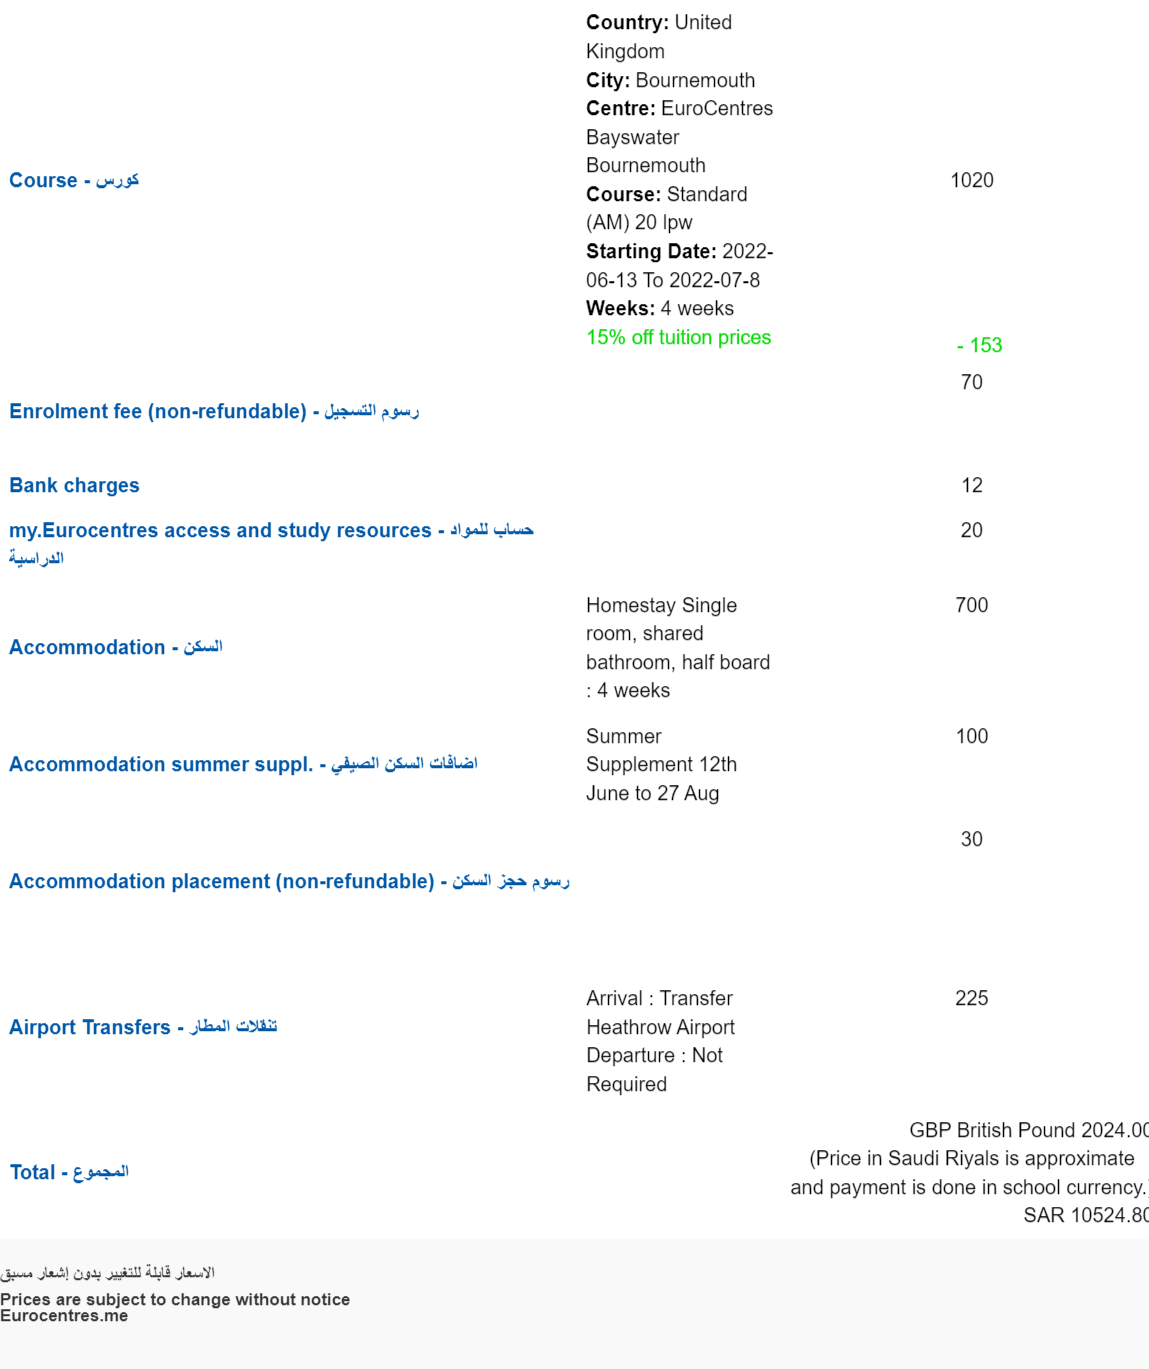 Country: United
Kingdom
City: Bournemouth
Centre: EuroCentres
Bayswater
Bournemouth
Course - كورس
1020
Course: Standard
(AM) 20 lpw
Starting Date: 2022-
06-13 To 2022-07-8
Weeks: 4 weeks
15% off tuition prices
- 153
70
Enrolment fee (non-refundable) - رسوم التسجيل
Bank charges
12
my.Eurocentres access and study resources - حساب للمواد
الدراسية
20
Homestay Single
room, shared
bathroom, half board
: 4 weeks
700
Accommodation - السكن
Summer
Supplement 12th
June to 27 Aug
100
Accommodation summer suppl. - اضافات السكن الصيفي
30
Accommodation placement (non-refundable) - رسوم حجز السكن
Arrival : Transfer
Heathrow Airport
Departure : Not
Required
225
Airport Transfers - تنقلات المطار
GBP British Pound 2024.00
(Price in Saudi Riyals is approximate
and payment is done in school currency.)
SAR 10524.80
Total - المجموع
الاسعار قابلة للتغيير بدون إشعار مسبق
Prices are subject to change without notice
Eurocentres.me